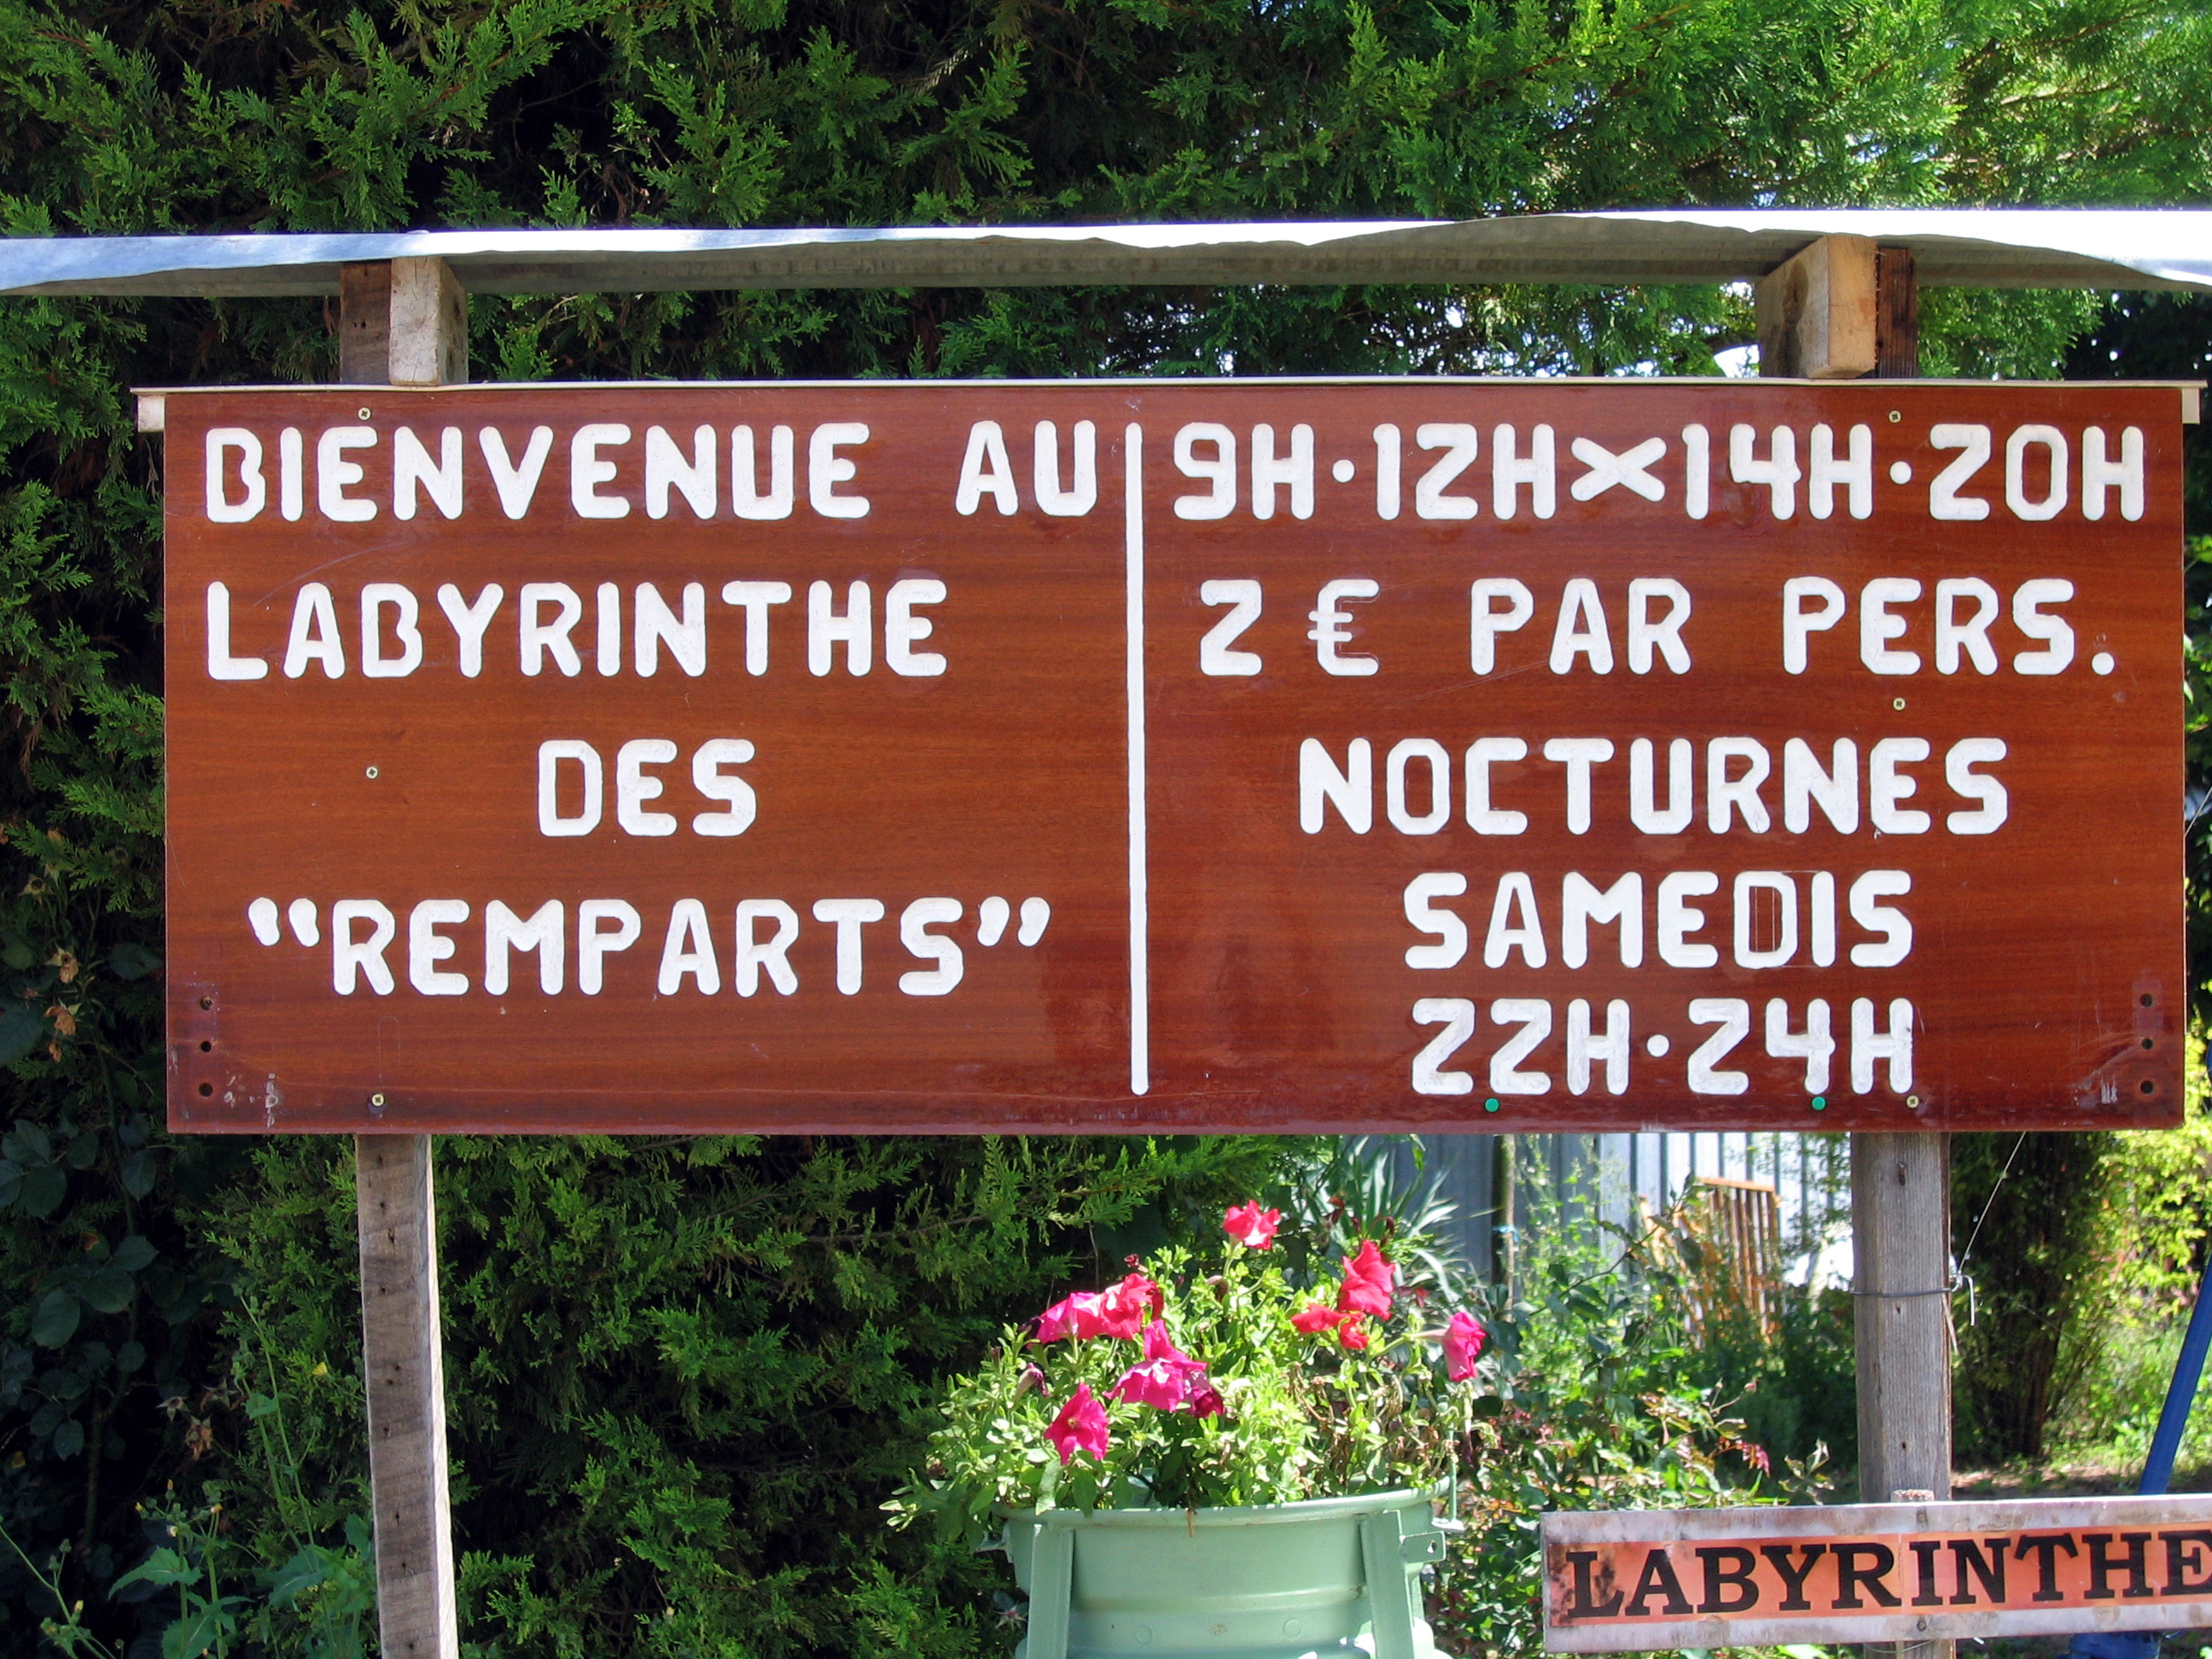 BIENVENUE AU
LABYRINTHE
DES
“REMPARTS”
9H·12H×14H·20H
2 € PAR PERS.
NOCTURNES
SAMEDIS
22H·24H
LABYRINTHE